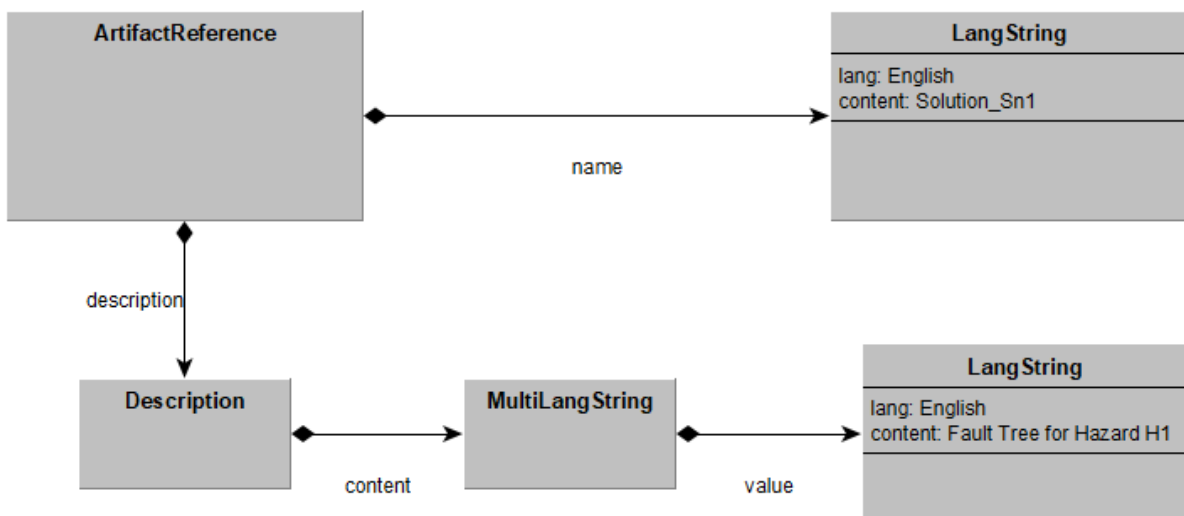 ArtifactReference
LangString
lang: English
content: Solution_Sn1
name
description
Description
MultiLangString
LangString
lang: English
content: Fault Tree for Hazard H1
content
value